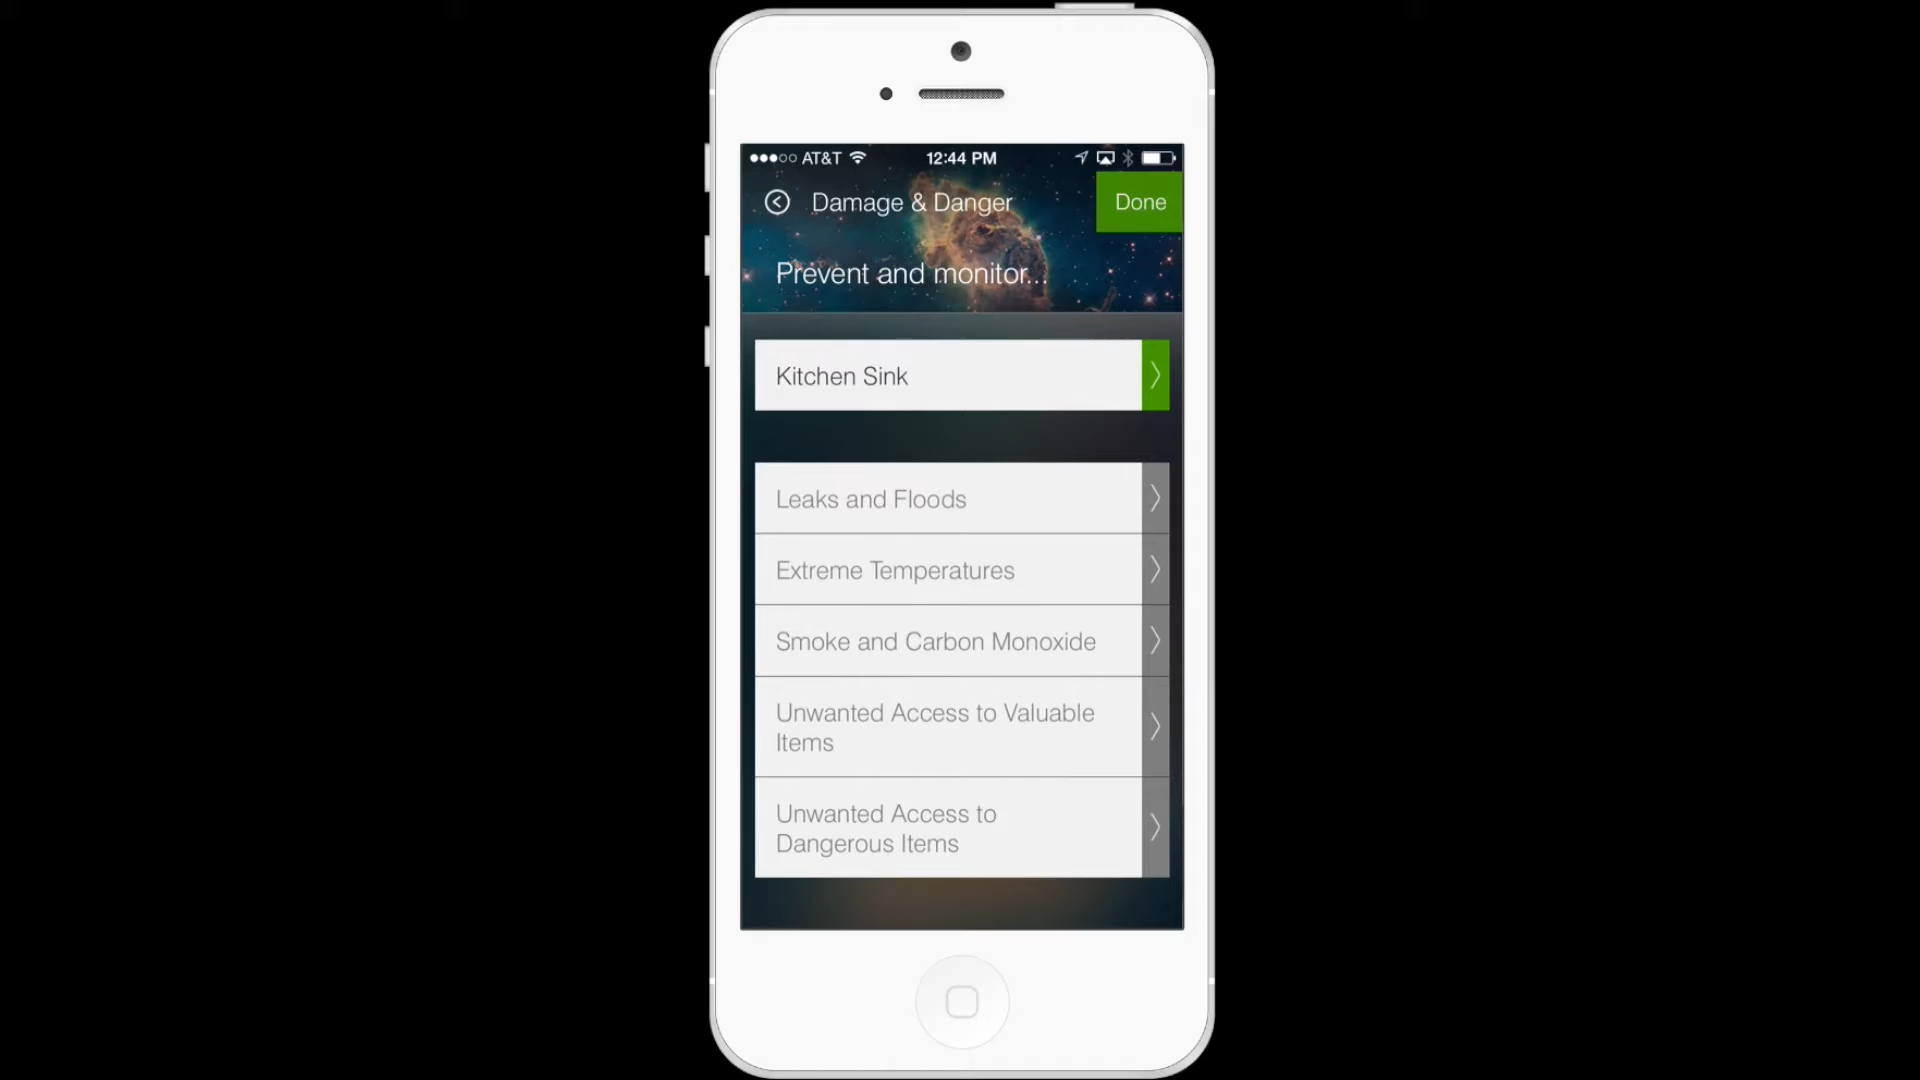 AT&T 12:44 PM
Damage & Danger
Done
Prevent and monitor...
Kitchen Sink
Leaks and Floods
Extreme Temperatures
Smoke and Carbon Monoxide
Unwanted Access to Valuable
Items
Unwanted Access to
Dangerous Items